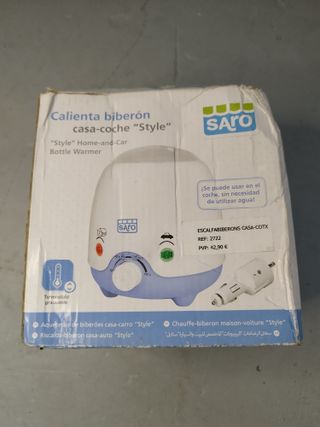 Calienta biberón
casa-coche "Style"
"Style" Home-and-Car
Bottle Warmer
saro
¡Se puede usar en el
coche, sin necesidad
de utilizar agua!
saro
ESCALFABIBERONS CASA-COTX
REF: 2722
PVP: 42,90 €
Termostato
graduable
Aquecedor de biberões casa-carro "Style"
Chauffe-biberon maison-voiture "Style"
Riscalda biberon casa-auto "Style"